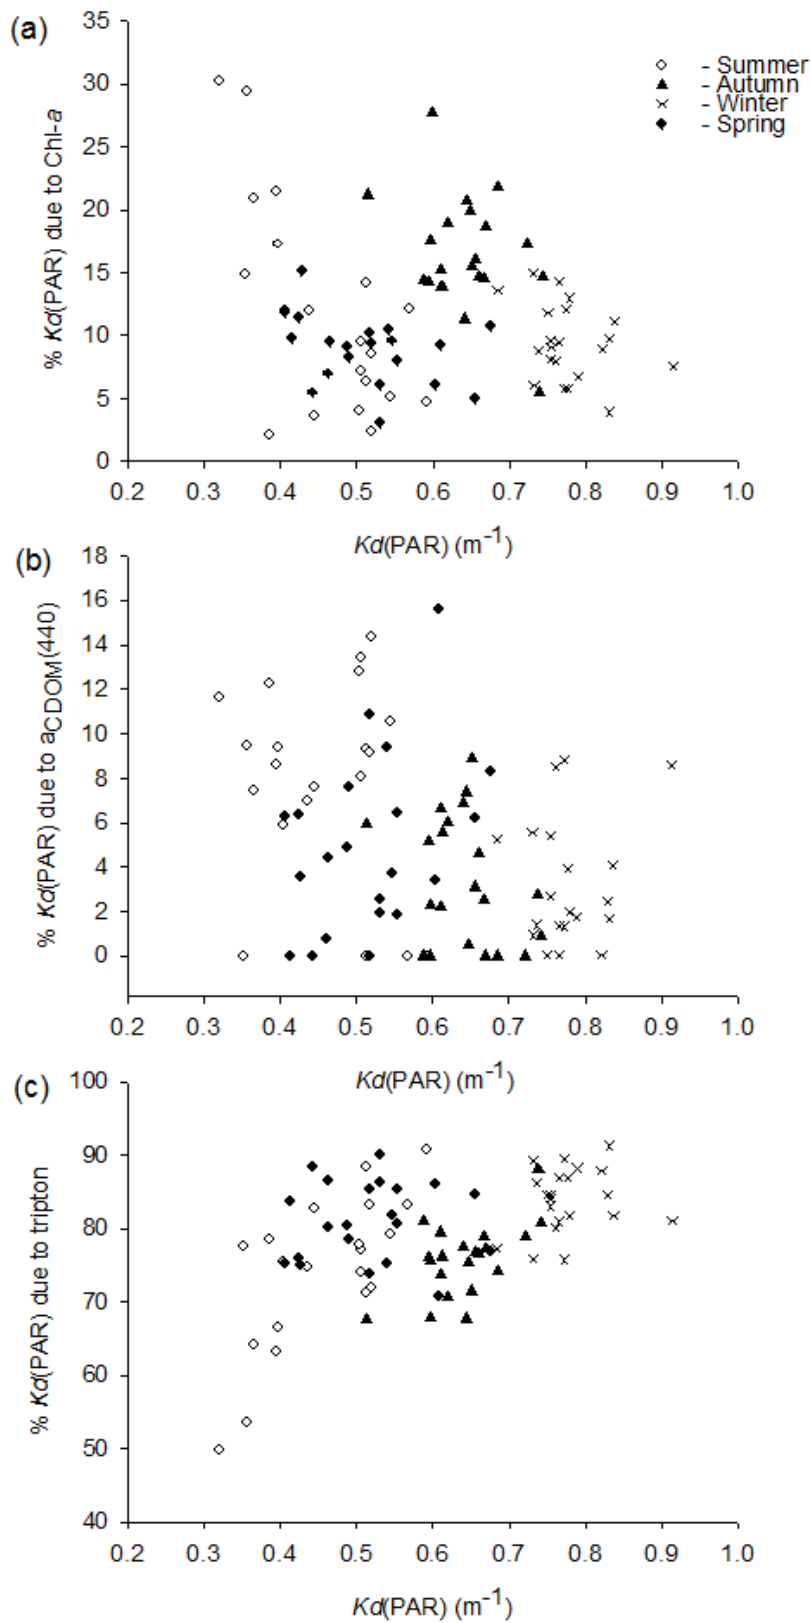 (a)
35
30
25
20
15
10
5
0
% Kd(PAR) due to Chl-a
- Summer
- Autumn
- Winter
- Spring
0.2 0.3 0.4 0.5 0.6 0.7 0.8 0.9 1.0
Kd(PAR) (m⁻¹)
(b)
18
16
14
12
10
8
6
4
2
0
% Kd(PAR) due to aCDOM(440)
0.2 0.3 0.4 0.5 0.6 0.7 0.8 0.9 1.0
Kd(PAR) (m⁻¹)
(c)
100
90
80
70
60
50
40
% Kd(PAR) due to tripton
0.2 0.3 0.4 0.5 0.6 0.7 0.8 0.9 1.0
Kd(PAR) (m⁻¹)